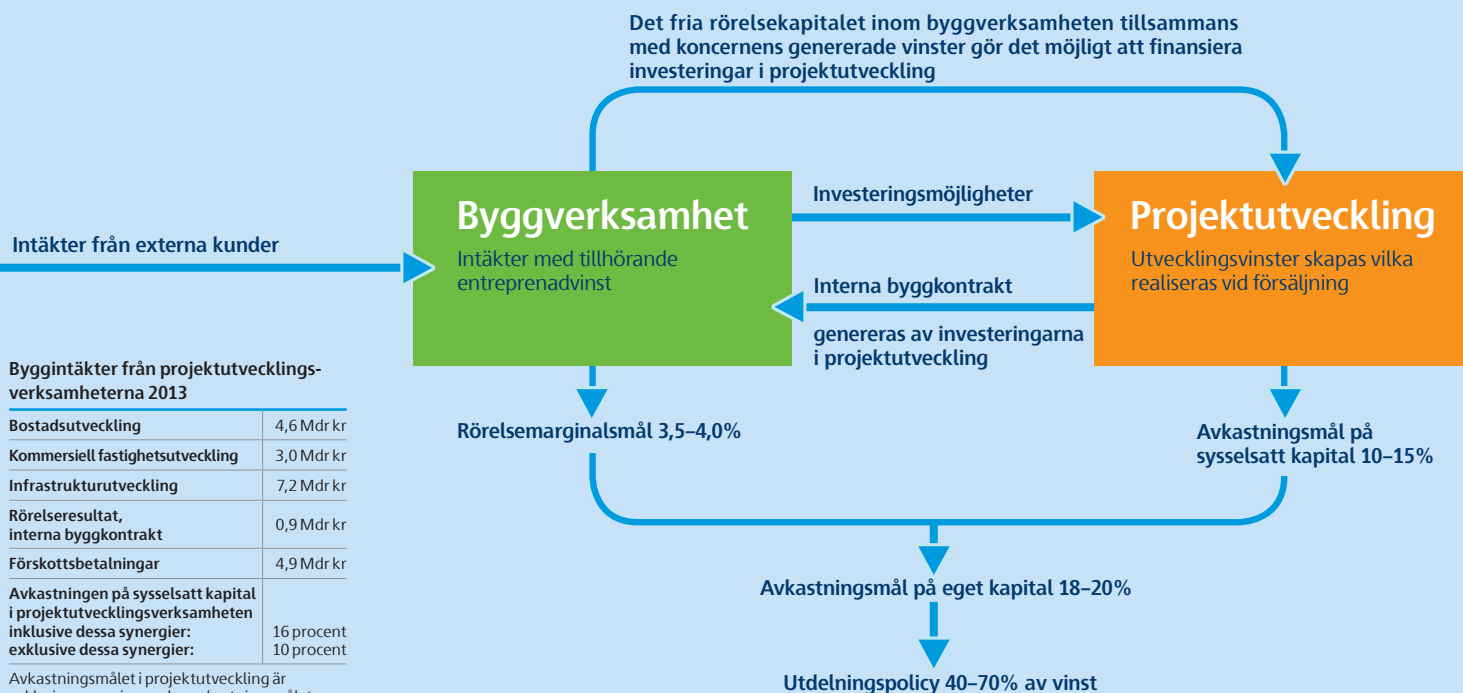 Det fria rörelsekapitalet inom byggverksamheten tillsammans
med koncernens genererade vinster gör det möjligt att finansiera
investeringar i projektutveckling
Intäkter från externa kunder
Byggverksamhet
Intäkter med tillhörande
entreprenadvinst
Investeringsmöjligheter
Interna byggkontrakt
genereras av investeringarna
i projektutveckling
Projektutveckling
Utvecklingsvinster skapas vilka
realiseras vid försäljning
Rörelsemarginalsmål 3,5–4,0%
Avkastningsmål på
sysselsatt kapital 10–15%
Avkastningsmål på eget kapital 18–20%
Utdelningspolicy 40–70% av vinst
Byggintäkter från projektutvecklings-
verksamheterna 2013
Bostadsutveckling 4,6 Mdr kr
Kommersiell fastighetsutveckling 3,0 Mdr kr
Infrastrukturutveckling 7,2 Mdr kr
Rörelseresultat,
interna byggkontrakt 0,9 Mdr kr
Förskottsbetalningar 4,9 Mdr kr
Avkastningen på sysselsatt kapital
i projektutvecklingsverksamheten
inklusive dessa synergier: 16 procent
exklusive dessa synergier: 10 procent
Avkastningsmålet i projektutveckling är